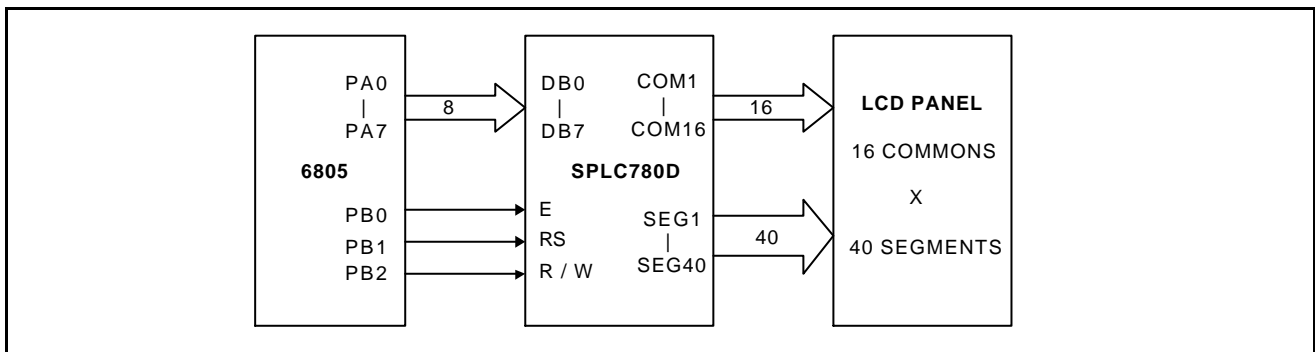 PA0
|
PA7
6805
PB0
PB1
PB2
8
DB0
|
DB7
SPLC780D
E
RS
R / W
COM1
|
COM16
SEG1
|
SEG40
16
40
LCD PANEL
16 COMMONS
X
40 SEGMENTS